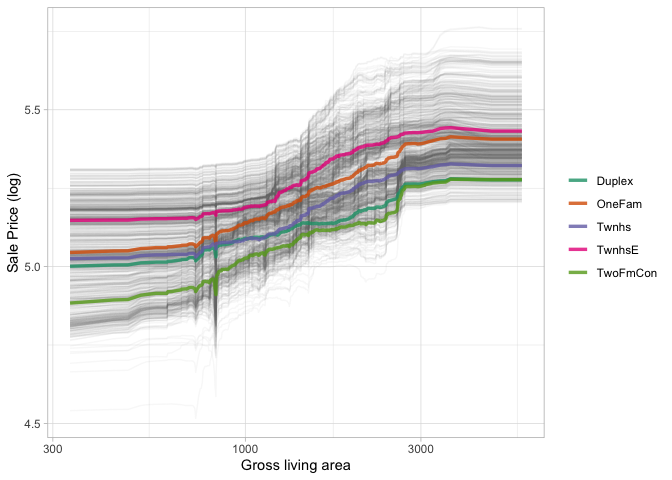 5.5
5.0
4.5
Sale Price (log)
300
1000
3000
Gross living area
Duplex
OneFam
Twnhs
TwnhsE
TwoFmCon